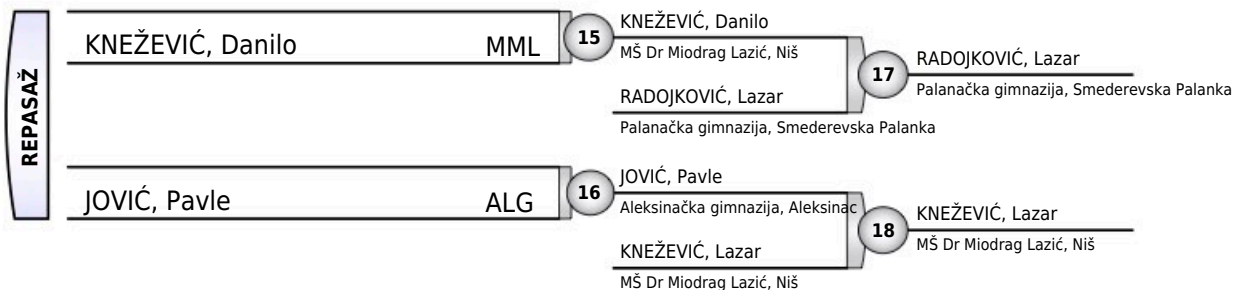 REPASAŽ
KNEŽEVIĆ, Danilo MML
15
KNEŽEVIĆ, Danilo
MŠ Dr Miodrag Lazić, Niš
RADOJKOVIĆ, Lazar
Palanačka gimnazija, Smederevska Palanka
17
RADOJKOVIĆ, Lazar
Palanačka gimnazija, Smederevska Palanka
JOVIĆ, Pavle ALG
16
JOVIĆ, Pavle
Aleksinačka gimnazija, Aleksinac
KNEŽEVIĆ, Lazar
MŠ Dr Miodrag Lazić, Niš
18
KNEŽEVIĆ, Lazar
MŠ Dr Miodrag Lazić, Niš